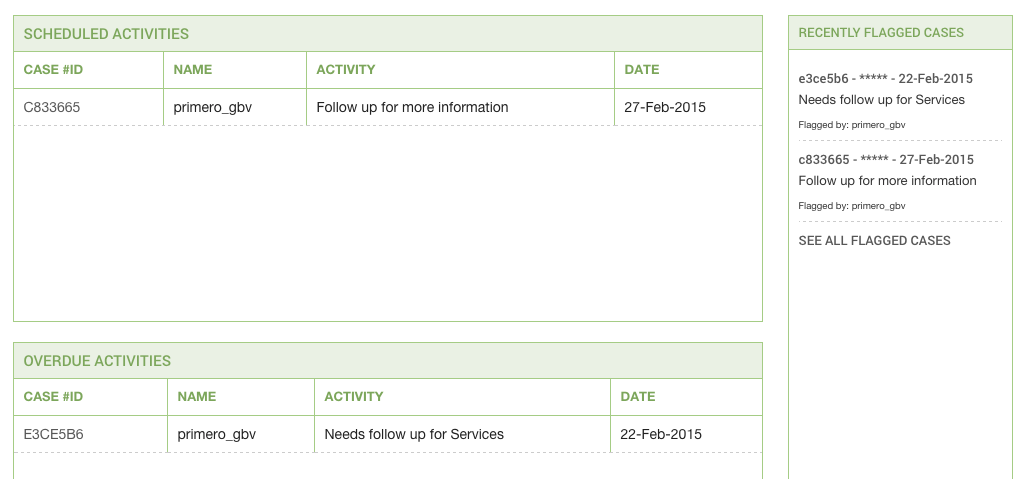 SCHEDULED ACTIVITIES
CASE #ID NAME ACTIVITY DATE
C833665 primero_gbv Follow up for more information 27-Feb-2015
OVERDUE ACTIVITIES
CASE #ID NAME ACTIVITY DATE
E3CE5B6 primero_gbv Needs follow up for Services 22-Feb-2015
RECENTLY FLAGGED CASES
e3ce5b6 - ***** - 22-Feb-2015
Needs follow up for Services
Flagged by: primero_gbv
c833665 - ***** - 27-Feb-2015
Follow up for more information
Flagged by: primero_gbv
SEE ALL FLAGGED CASES